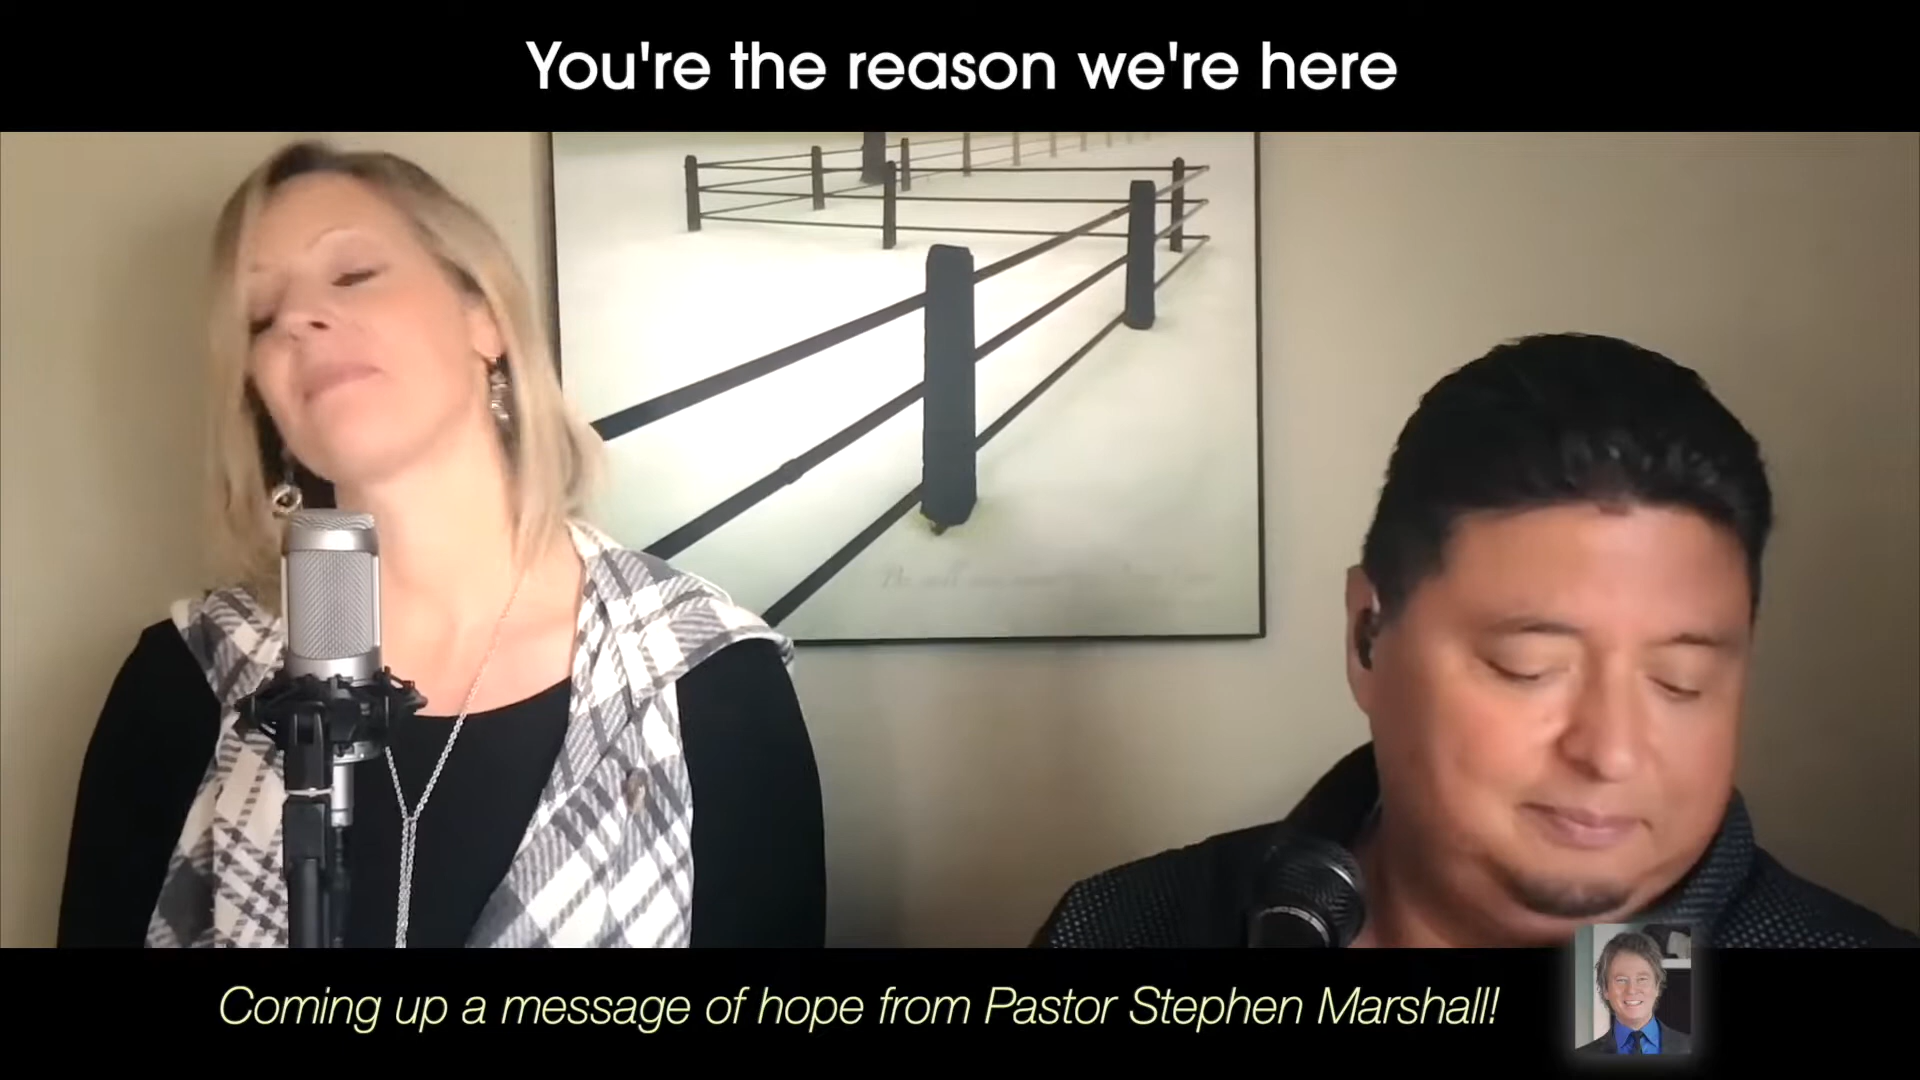 You're the reason we're here
Coming up a message of hope from Pastor Stephen Marshall!